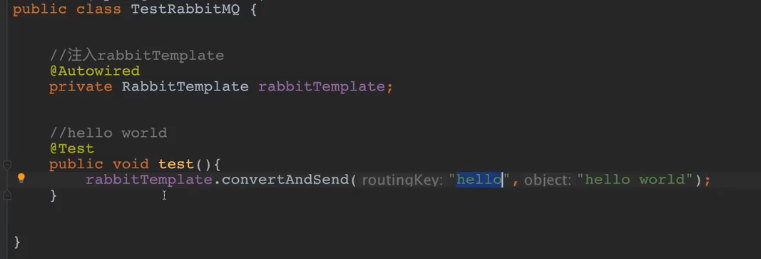 public class TestRabbitMQ {
//注入rabbitTemplate
@Autowired
private RabbitTemplate rabbitTemplate;
//hello world
@Test
public void test(){
rabbitTemplate.convertAndSend( routingKey: "hello", object: "hello world");
}
}